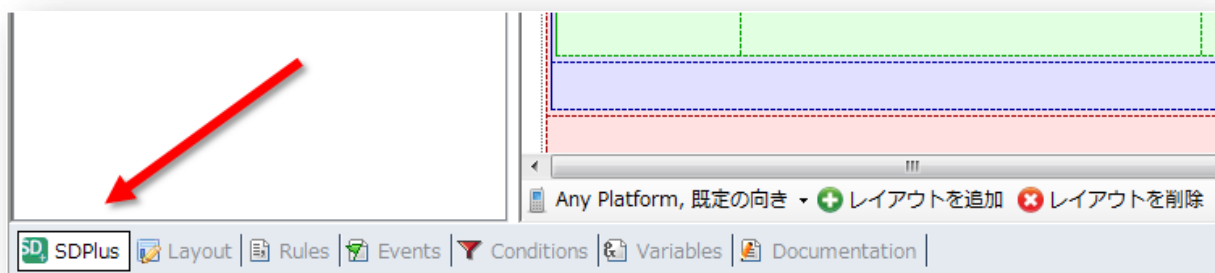 Any Platform, 既定の向き レイアウトを追加 レイアウトを削除
SD SDPlus Layout Rules Events Conditions Variables Documentation